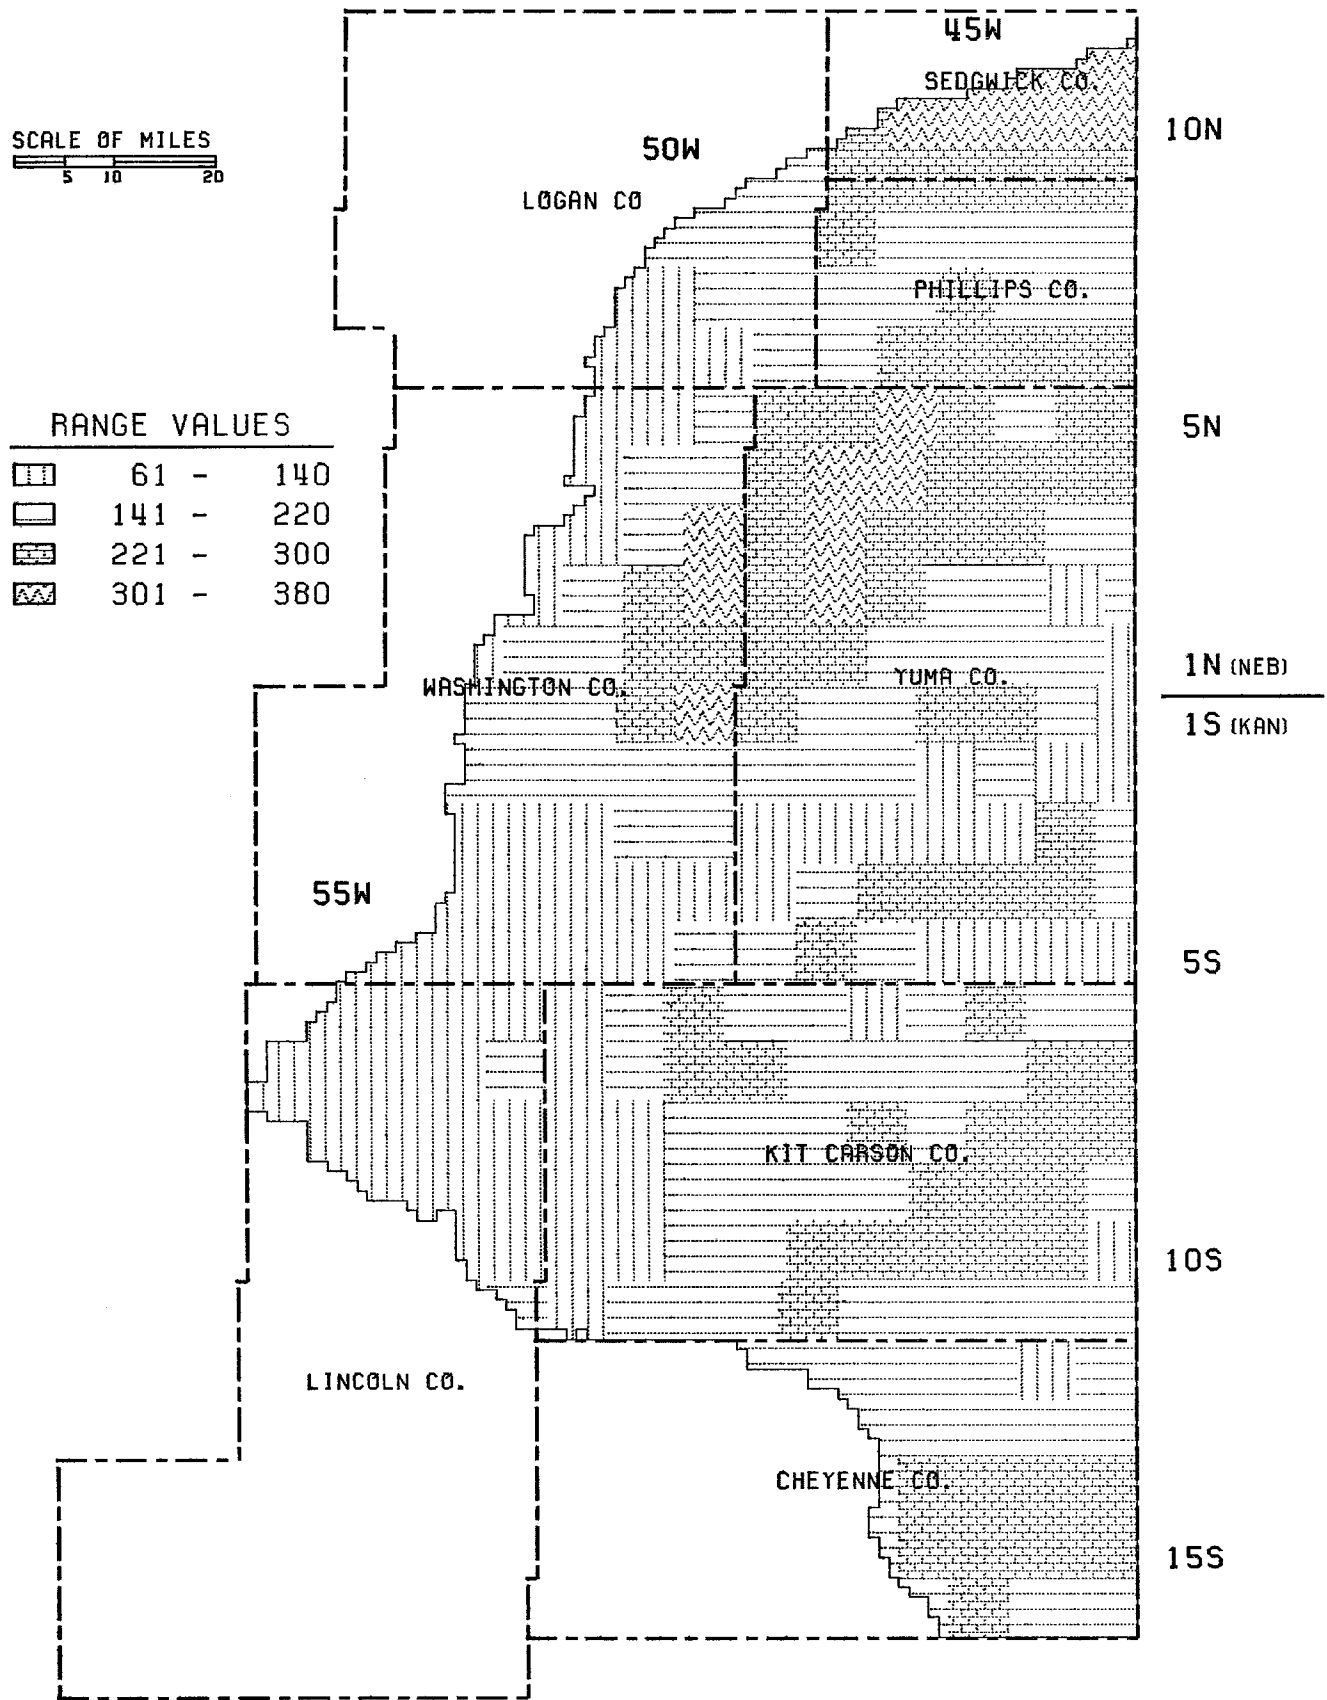 45W
SEDGWICK CO.
10N
SCALE OF MILES
5 10 20
50W
LOGAN CO
PHILLIPS CO.
RANGE VALUES
61 - 140
141 - 220
221 - 300
301 - 380
5N
1N (NEB)
WASHINGTON CO.
YUMA CO.
1S (KAN)
55W
5S
KIT CARSON CO.
10S
LINCOLN CO.
CHEYENNE CO.
15S